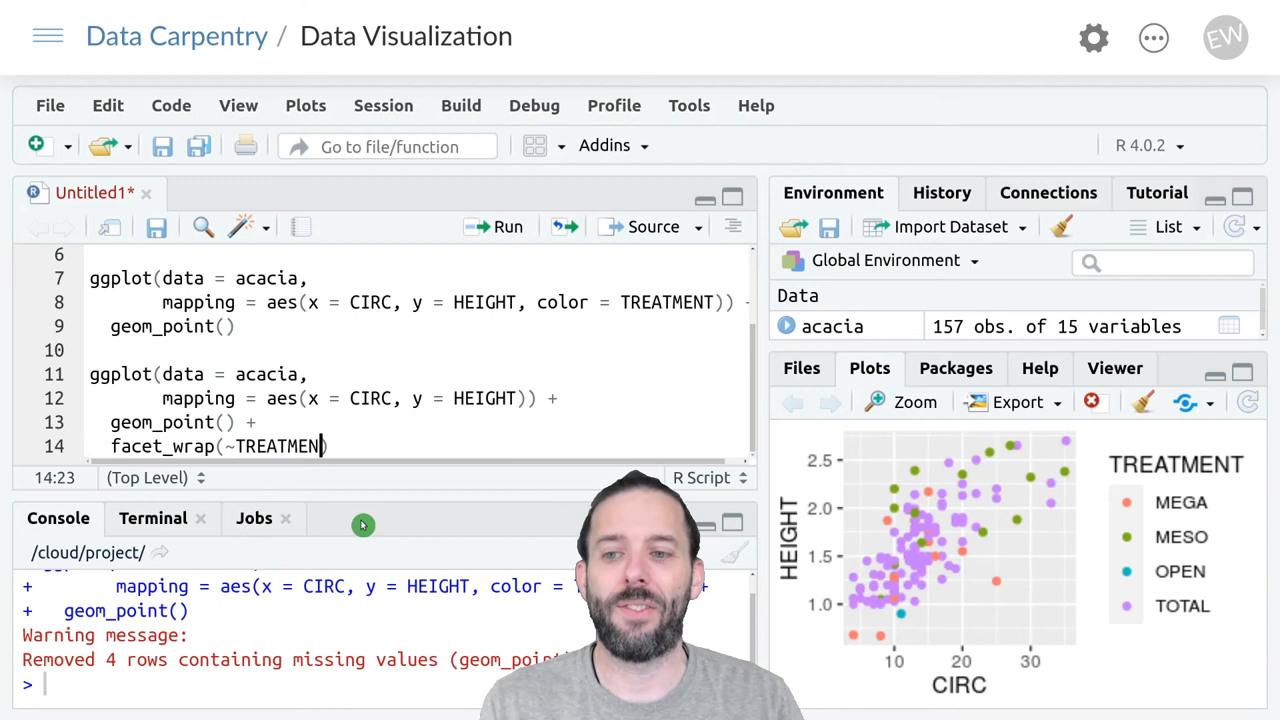 Data Carpentry / Data Visualization
EW
File Edit Code View Plots Session Build Debug Profile Tools Help
Go to file/function
Addins
R 4.0.2
Untitled1*
Run
Source
6
7 ggplot(data = acacia,
8 mapping = aes(x = CIRC, y = HEIGHT, color = TREATMENT)) +
9 geom_point()
10
11 ggplot(data = acacia,
12 mapping = aes(x = CIRC, y = HEIGHT)) +
13 geom_point() +
14 facet_wrap(~TREATMEN)
14:23 (Top Level) R Script
Console Terminal Jobs
/cloud/project/
+ mapping = aes(x = CIRC, y = HEIGHT, color =
+ geom_point()
Warning message:
Removed 4 rows containing missing values
>
Environment History Connections Tutorial
Import Dataset
List
Global Environment
Data
acacia 157 obs. of 15 variables
Files Plots Packages Help Viewer
Zoom
Export
2.5
2.0
1.5
1.0
HEIGHT
10 20 30
CIRC
TREATMENT
MEGA
MESO
OPEN
TOTAL